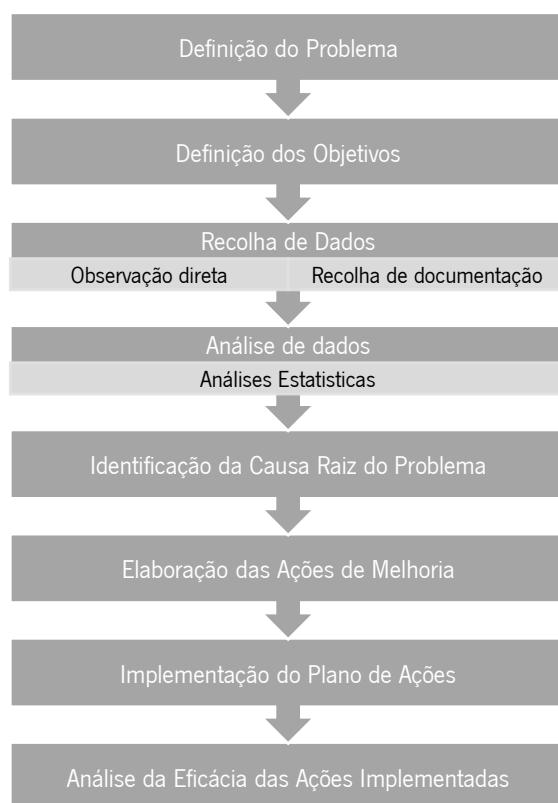 Definição do Problema
Definição dos Objetivos
Recolha de Dados
Observação direta
Recolha de documentação
Análise de dados
Análises Estatisticas
Identificação da Causa Raiz do Problema
Elaboração das Ações de Melhoria
Implementação do Plano de Ações
Análise da Eficácia das Ações Implementadas